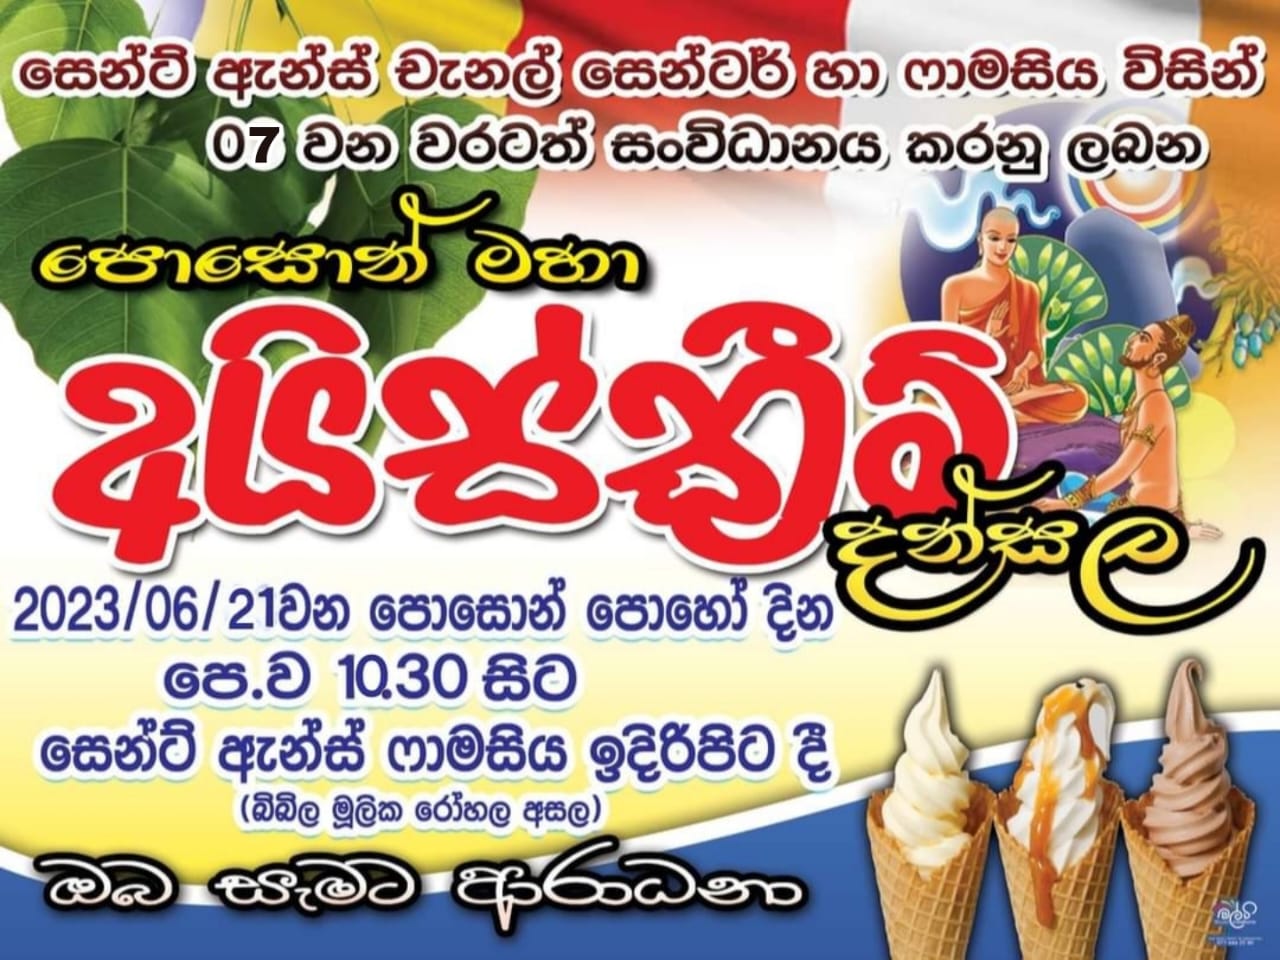 සෙන්ට් ඇන්ස් චැනල් සෙන්ටර් හා ෆාමසිය විසින්
07 වන වරටත් සංවිධානය කරනු ලබන
පොසොන් මහා
අයිස්ක්‍රීම්
දන්සල
2023/06/21වන පොසොන් පොහෝ දින
පෙ.ව 10.30 සිට
සෙන්ට් ඇන්ස් ෆාමසිය ඉදිරිපිට දී
(බිබිල මූලික රෝහල අසල)
ඔබ සැමට ආරාධනා